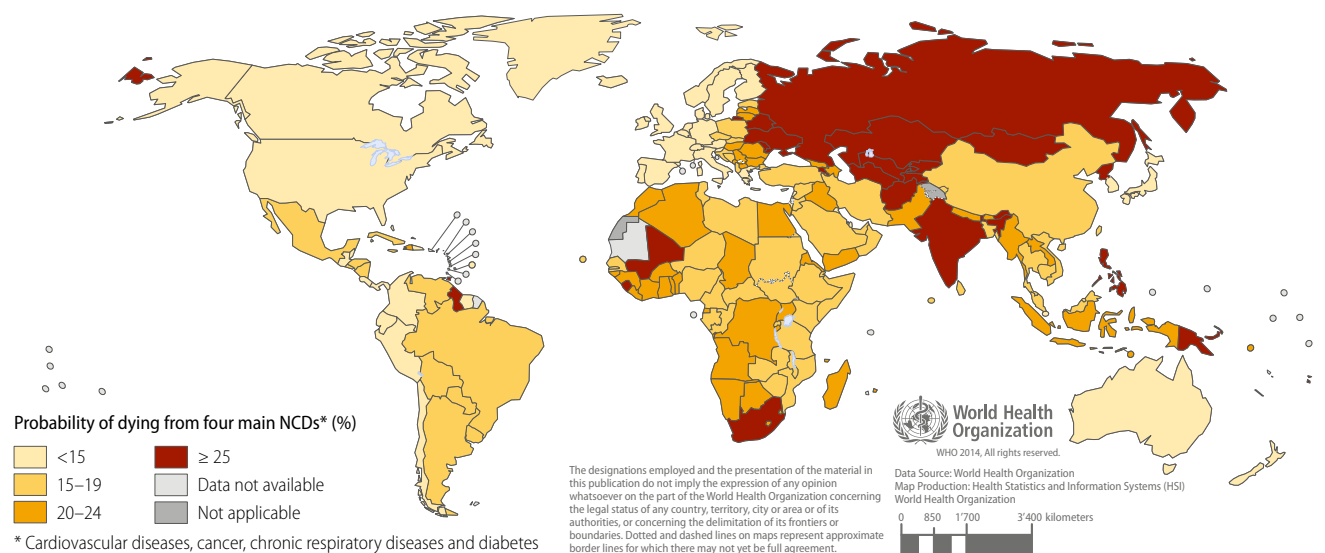 Probability of dying from four main NCDs* (%)
<15
15–19
20–24
≥ 25
Data not available
Not applicable
* Cardiovascular diseases, cancer, chronic respiratory diseases and diabetes
The designations employed and the presentation of the material in
this publication do not imply the expression of any opinion
whatsoever on the part of the World Health Organization concerning
the legal status of any country, territory, city or area or of its
authorities, or concerning the delimitation of its frontiers or
boundaries. Dotted and dashed lines on maps represent approximate
border lines for which there may not yet be full agreement.
World Health
Organization
WHO 2014, All rights reserved.
Data Source: World Health Organization
Map Production: Health Statistics and Information Systems (HSI)
World Health Organization
0 850 1'700 3'400 kilometers